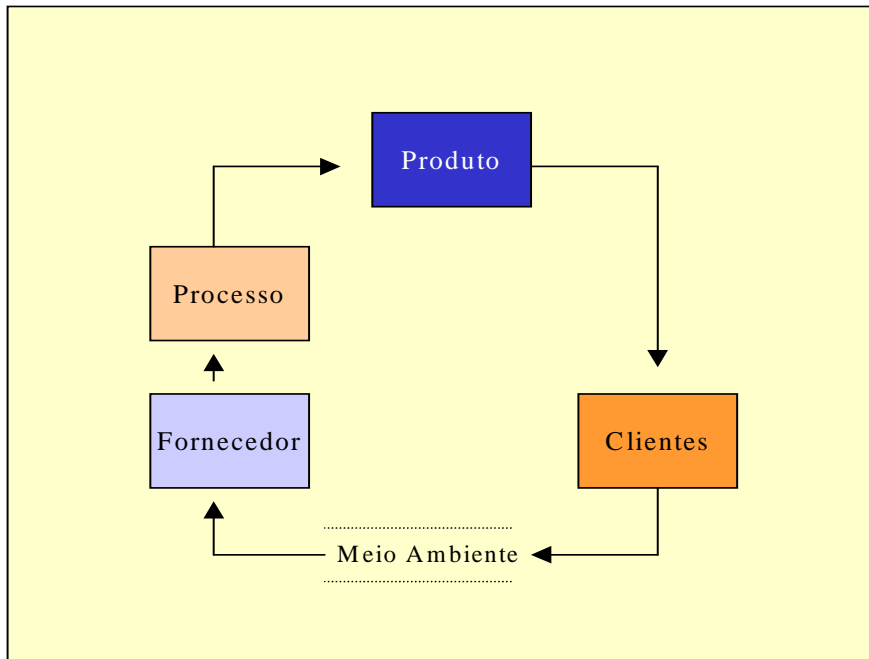 Produto
Processo
Fornecedor
Clientes
Meio Ambiente